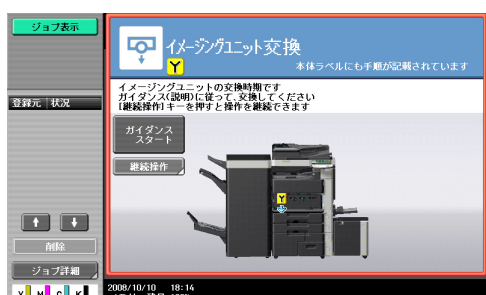 ジョブ表示
イメージングユニット交換
Y
本体ラベルにも手順が記載されています
イメージングユニットの交換時期です
ガイダンス(説明)に従って、交換してください
[継続操作]キーを押すと操作を継続できます
登録元 状況
ガイダンス
スタート
継続操作
Y
↑ ↓
削除
ジョブ詳細
2008/10/10 18:14
Y M C K